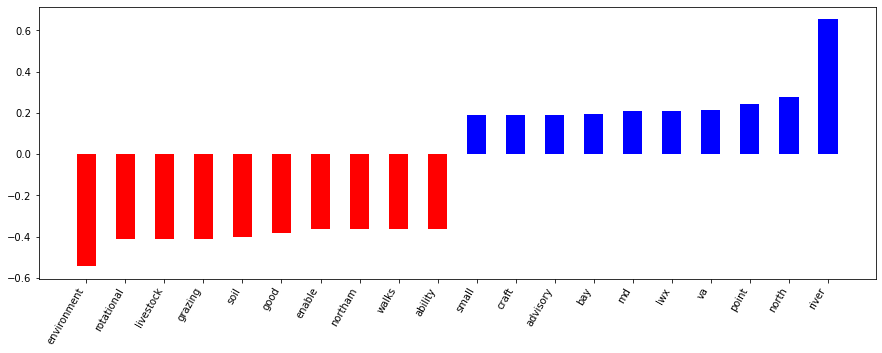 0.6
0.4
0.2
0.0
−0.2
−0.4
−0.6
environment
rotational
livestock
grazing
soil
good
enable
northam
walks
ability
small
craft
advisory
bay
md
lwx
va
point
north
river